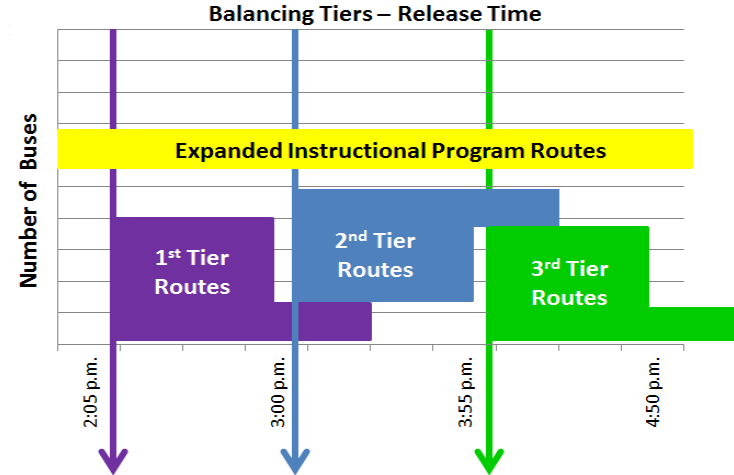 Balancing Tiers – Release Time
Number of Buses
Expanded Instructional Program Routes
1st Tier
Routes
2nd Tier
Routes
3rd Tier
Routes
2:05 p.m.
3:00 p.m.
3:55 p.m.
4:50 p.m.